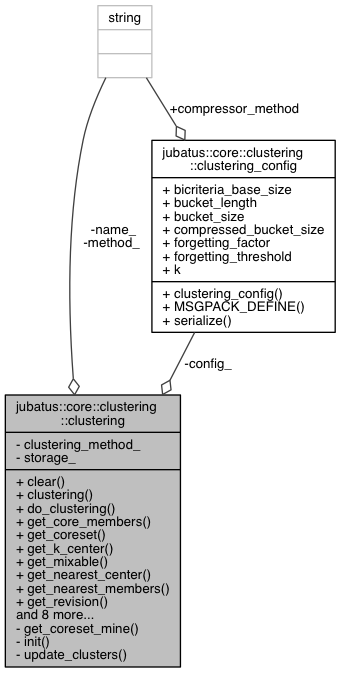 string
+compressor_method
jubatus::core::clustering
::clustering_config
+ bicriteria_base_size
+ bucket_length
+ bucket_size
+ compressed_bucket_size
+ forgetting_factor
+ forgetting_threshold
+ k
+ clustering_config()
+ MSGPACK_DEFINE()
+ serialize()
-name_
-method_
-config_
jubatus::core::clustering
::clustering
- clustering_method_
- storage_
+ clear()
+ clustering()
+ do_clustering()
+ get_core_members()
+ get_coreset()
+ get_k_center()
+ get_mixable()
+ get_nearest_center()
+ get_nearest_members()
+ get_revision()
and 8 more...
- get_coreset_mine()
- init()
- update_clusters()